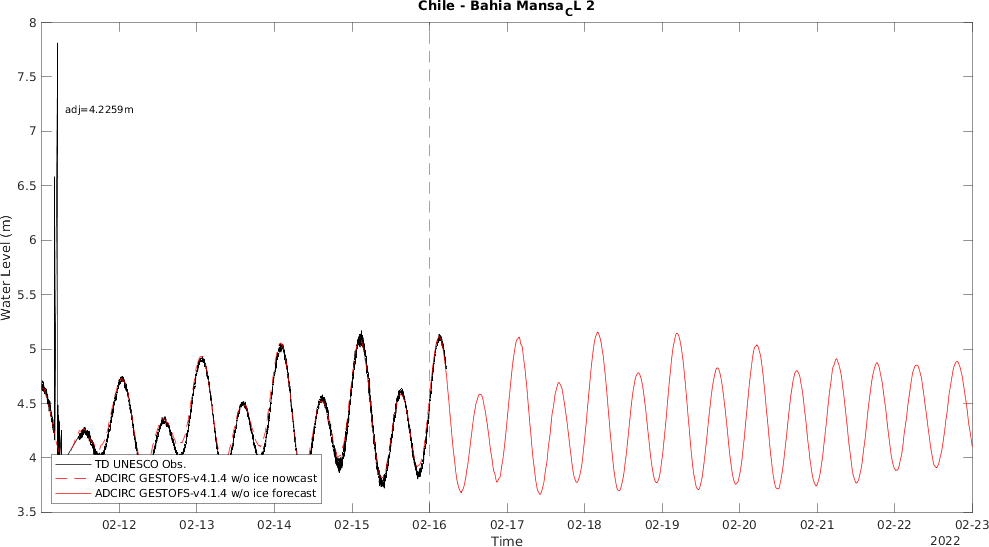 Chile - Bahia Mansa CL 2
8
7.5
7
6.5
6
5.5
5
4.5
4
3.5
Water Level (m)
adj=4.2259m
TD UNESCO Obs.
ADCIRC GESTOFS-v4.1.4 w/o ice nowcast
ADCIRC GESTOFS-v4.1.4 w/o ice forecast
02-12 02-13 02-14 02-15 02-16 02-17 02-18 02-19 02-20 02-21 02-22 02-23
Time
2022